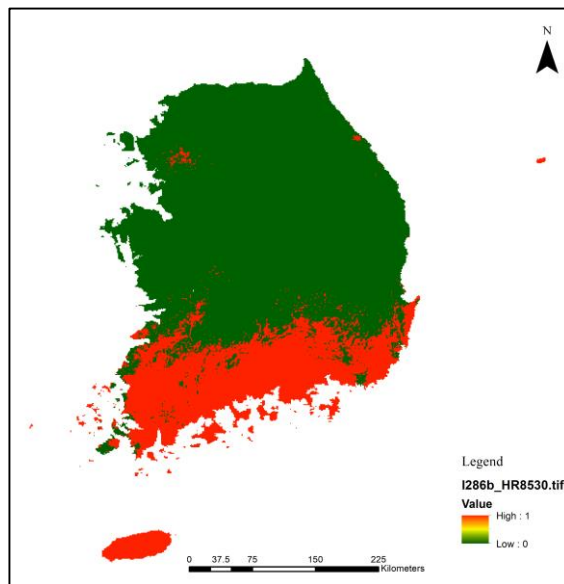 N
Legend
I286b_HR8530.tif
Value
High : 1
Low : 0
0 37.5 75 150 225
Kilometers